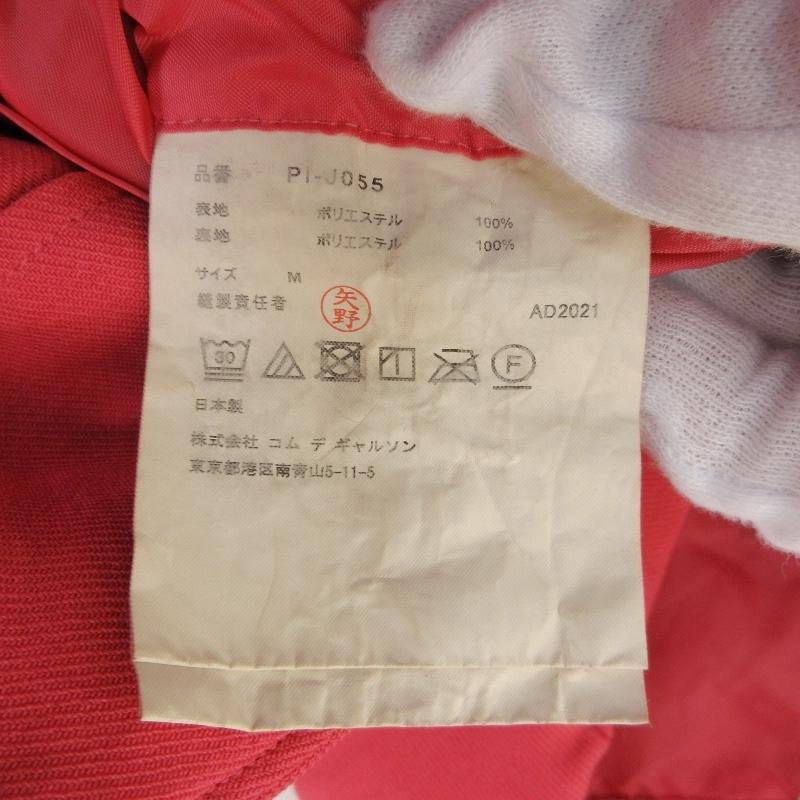 品番 PI-J055
表地 ポリエステル 100%
裏地 ポリエステル 100%
サイズ M
縫製責任者 矢野 AD2021
30 F
日本製
株式会社 コム デ ギャルソン
東京都港区南青山5-11-5